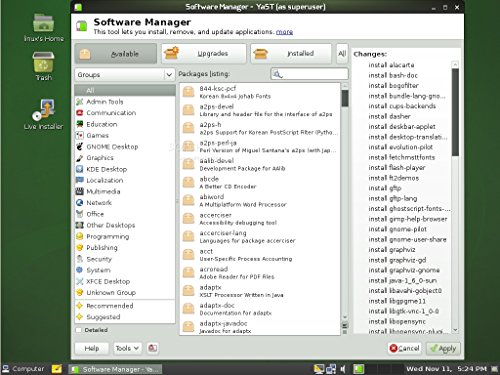 Software Manager - YaST (as superuser)
linux's Home
Trash
Live Installer
Software Manager
This tool lets you install, remove, and update applications. more
Available
Upgrades
Installed
All
Groups
Packages listing:
All
Admin Tools
Communication
Education
Games
GNOME Desktop
Graphics
KDE Desktop
Localization
Multimedia
Network
Office
Other Desktops
Programming
Publishing
Security
System
XFCE Desktop
Unknown Group
Recommended
Suggested
Detailed
844-ksc-pcf
Korean 8x4x4 Johab Fonts
a2ps-devel
Library and header file for the interface of a2ps
a2ps-h
a2ps Support for Korean PostScript Filter (Pytho...
a2ps-perl-ja
Perl Version of Miguel Santana's a2ps (with Jap...
aalib-devel
Development Package for AAlib
abcde
A Better CD Encoder
abiword
A Multiplatform Word Processor
accerciser
Accessibility debugging tool
accerciser-lang
Languages for package accerciser
acct
User-Specific Process Accounting
acroread
Adobe Reader for PDF Files
adaptx
XSLT Processor Written in Java
adaptx-doc
Documentation for adaptx
adaptx-javadoc
Javadoc for adaptx
Changes:
install alacarte
install bash-doc
install bogofilter
install bundle-lang-gno...
install cups-backends
install dasher
install deskbar-applet
install desktop-translati...
install evolution-pilot
install fetchmsttfonts
install flash-player
install ft2demos
install gftp
install gftp-lang
install ghostscript-fonts-...
install gimp-help-browser
install gnome-pilot
install gnome-user-share
install graphviz
install graphviz-gd
install graphviz-gnome
install java-1_6_0-sun
install libavahi-gobject0
install libgpgme11
install libgtk-vnc-1_0-0
install libopensync
install libopensync-plugi...
Help
Tools
Cancel
Apply
Computer
Software Manager - Ya...
Wed Nov 11, 5:24 PM